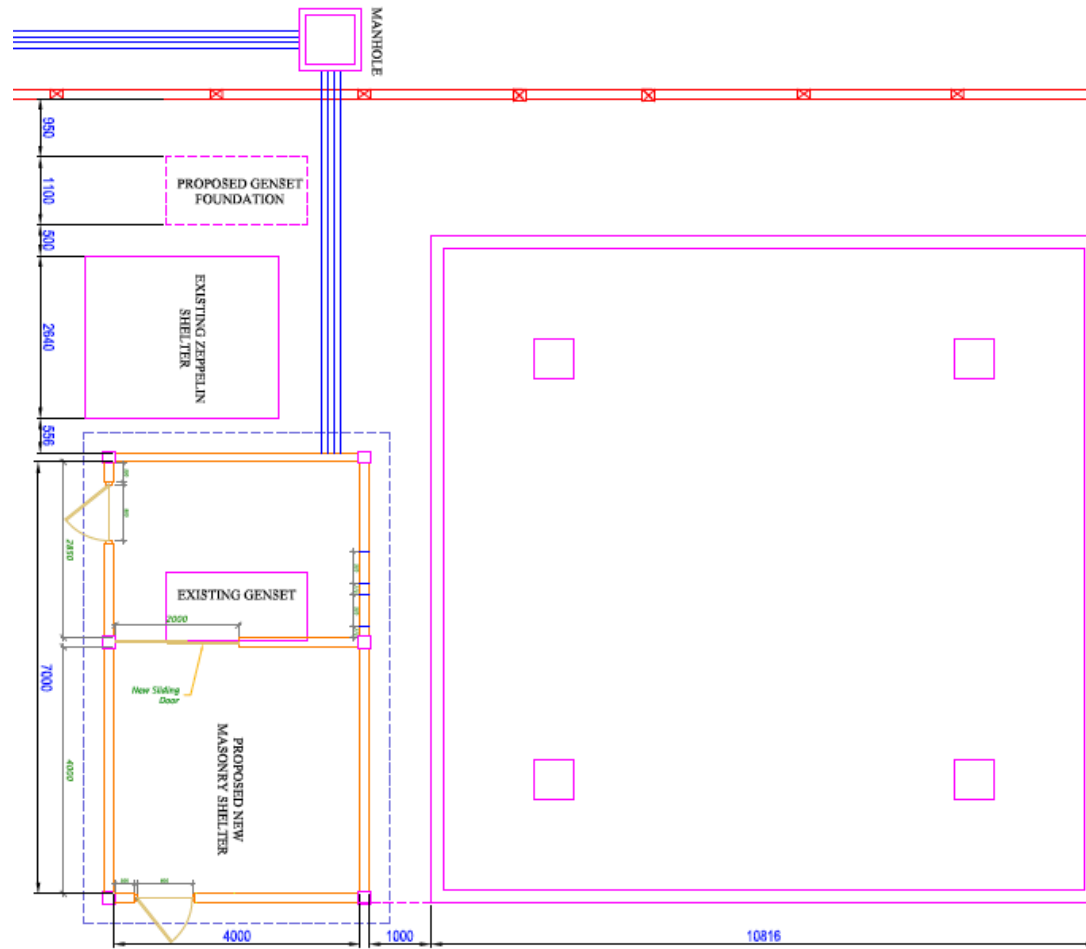 MANHOLE
950
1100
PROPOSED GENSET
FOUNDATION
500
2640
EXISTING ZEPPELIN
SHELTER
556
2850
EXISTING GENSET
2000
7000
New Sliding
Door
PROPOSED NEW
MASONRY SHELTER
4000
4000
1000
10816